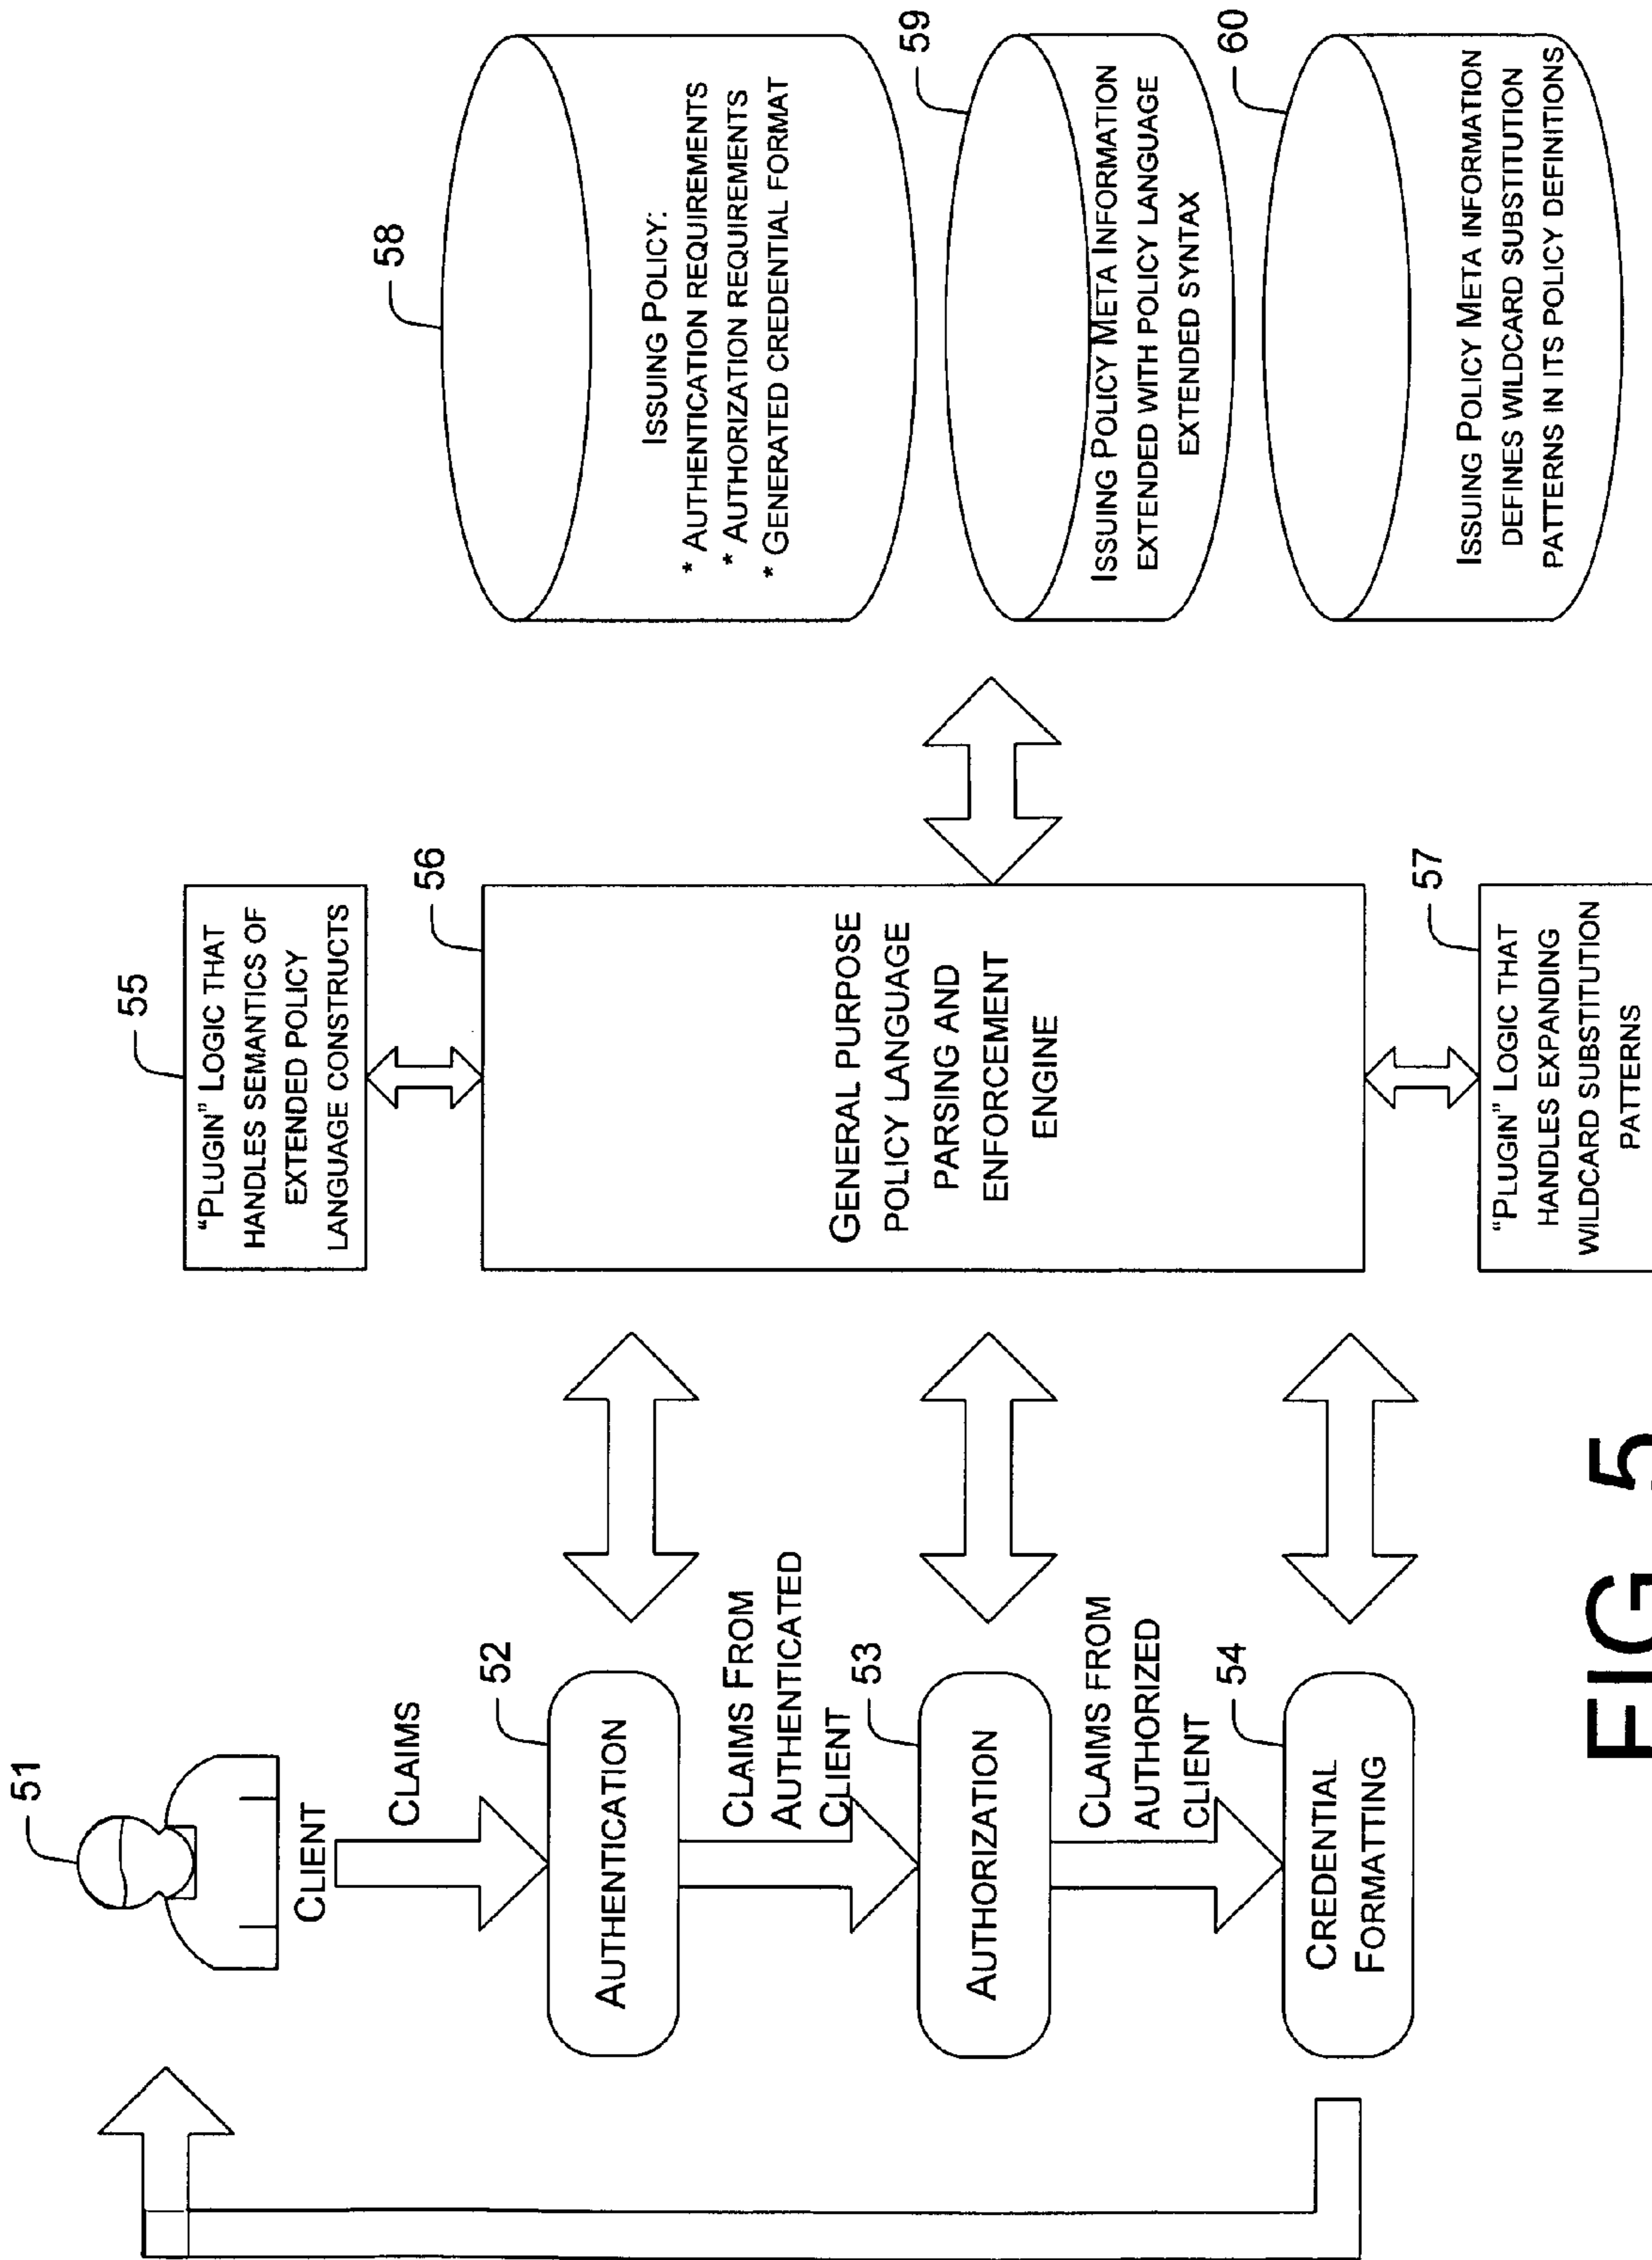 51
CLIENT
CLAIMS
52
AUTHENTICATION
CLAIMS FROM
AUTHENTICATED
CLIENT
53
AUTHORIZATION
CLAIMS FROM
AUTHORIZED
CLIENT
54
CREDENTIAL
FORMATTING
55
"PLUGIN" LOGIC THAT
HANDLES SEMANTICS OF
EXTENDED POLICY
LANGUAGE CONSTRUCTS
56
GENERAL PURPOSE
POLICY LANGUAGE
PARSING AND
ENFORCEMENT
ENGINE
57
"PLUGIN" LOGIC THAT
HANDLES EXPANDING
WILDCARD SUBSTITUTION
PATTERNS
58
ISSUING POLICY:
* AUTHENTICATION REQUIREMENTS
* AUTHORIZATION REQUIREMENTS
* GENERATED CREDENTIAL FORMAT
59
ISSUING POLICY META INFORMATION
EXTENDED WITH POLICY LANGUAGE
EXTENDED SYNTAX
60
ISSUING POLICY META INFORMATION
DEFINES WILDCARD SUBSTITUTION
PATTERNS IN ITS POLICY DEFINITIONS
FIG 5